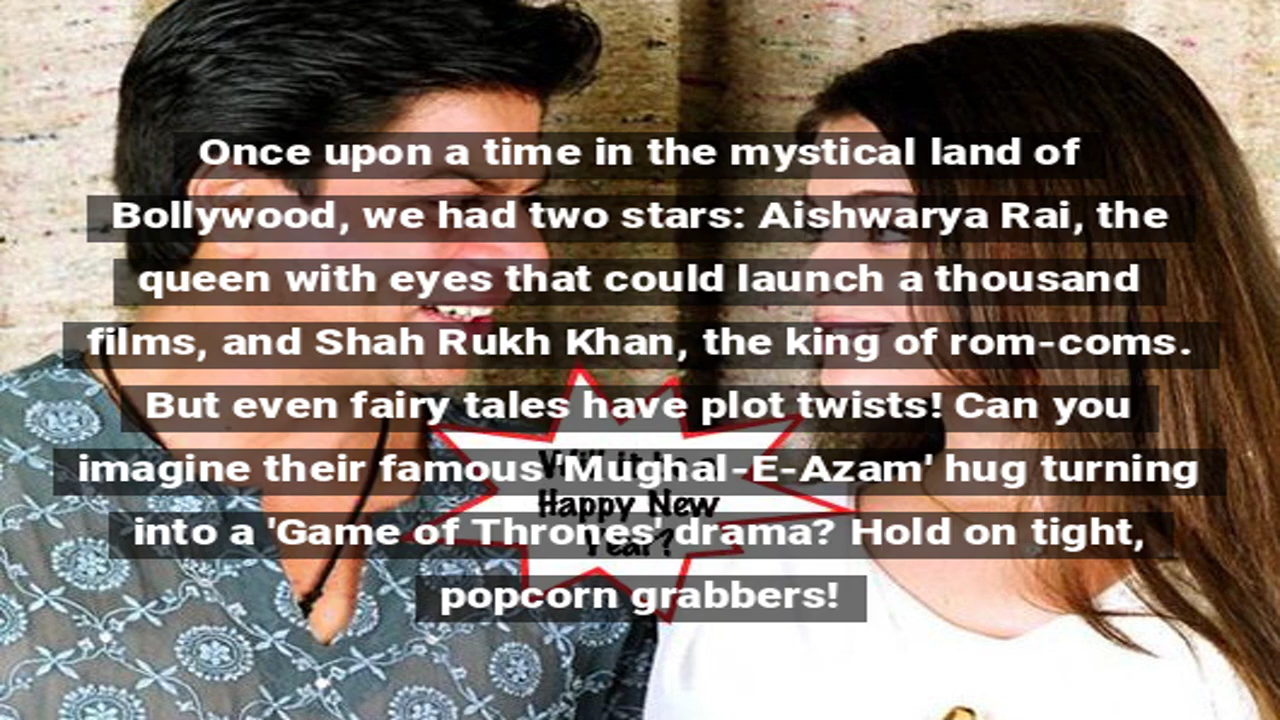 Once upon a time in the mystical land of
Bollywood, we had two stars: Aishwarya Rai, the
queen with eyes that could launch a thousand
films, and Shah Rukh Khan, the king of rom-coms.
But even fairy tales have plot twists! Can you
imagine their famous 'Mughal-E-Azam' hug turning
into a 'Game of Thrones' drama? Hold on tight,
popcorn grabbers!
Happy New
Year?